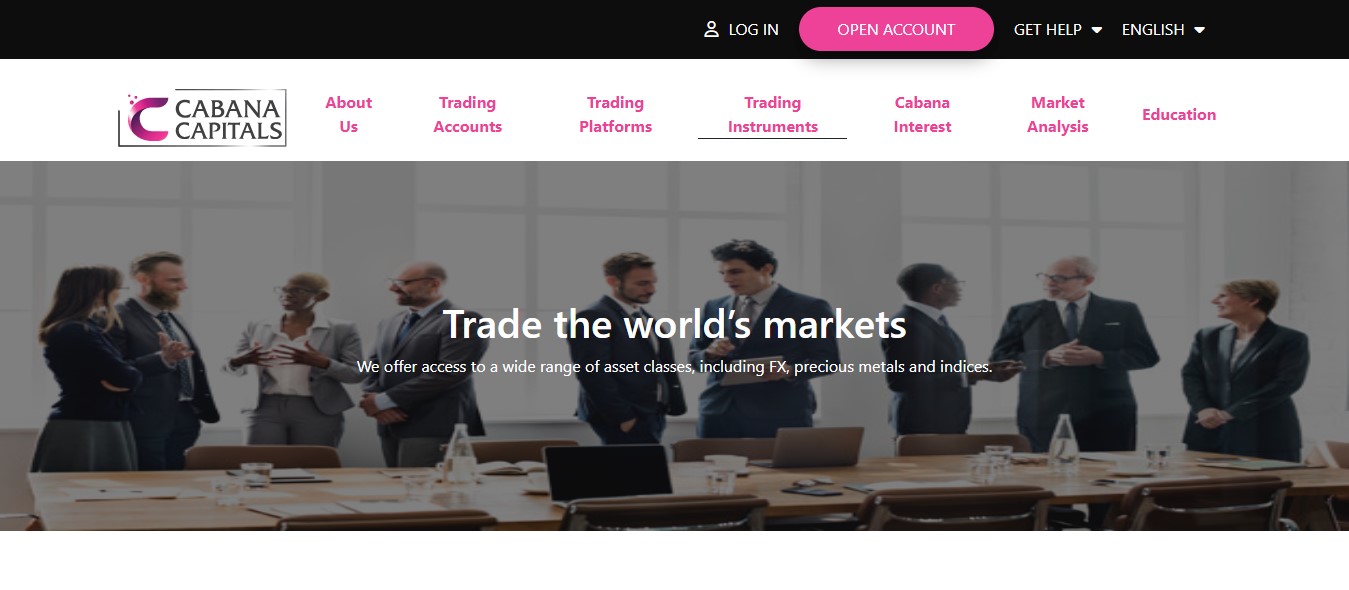 LOG IN
OPEN ACCOUNT
GET HELP
ENGLISH
CABANA
CAPITALS
About
Us
Trading
Accounts
Trading
Platforms
Trading
Instruments
Cabana
Interest
Market
Analysis
Education
Trade the world’s markets
We offer access to a wide range of asset classes, including FX, precious metals and indices.